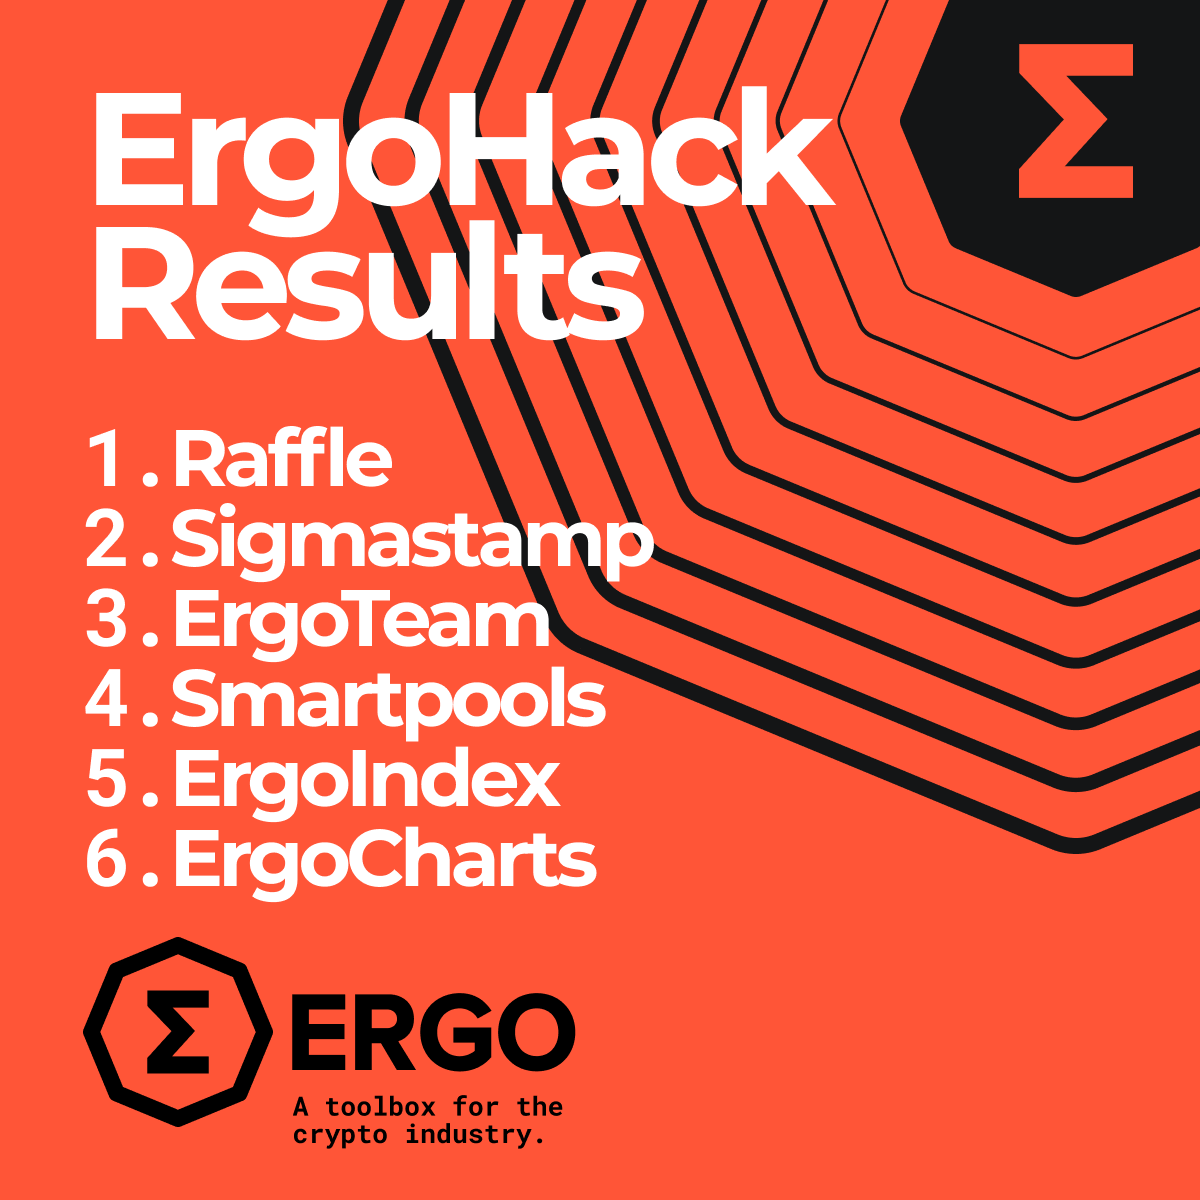 Σ
ErgoHack
Results
1.Raffle
2.Sigmastamp
3.ErgoTeam
4.Smartpools
5.ErgoIndex
6.ErgoCharts
Σ ERGO
A toolbox for the
crypto industry.